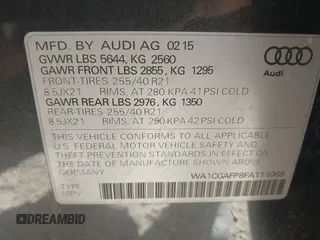 MFD. BY AUDI AG 02 15
GVWR LBS 5644, KG 2560
GAWR FRONT LBS 2855, KG 1295
FRONT-TIRES 255/40 R21
8.5JX21 RIMS, AT 280 KPA 41 PSI COLD
GAWR REAR LBS 2976, KG 1350
REAR-TIRES 255/40 R21
8.5JX21 RIMS, AT 290 KPA 42 PSI COLD
THIS VEHICLE CONFORMS TO ALL APPLICABLE
U.S. FEDERAL MOTOR VEHICLE SAFETY AND
THEFT PREVENTION STANDARDS IN EFFECT ON
THE DATE OF MANUFACTURE SHOWN ABOVE.
MADE IN GERMANY
WA1CGAFP8FA111068
TYPE:
MPV
Audi
DREAMBID